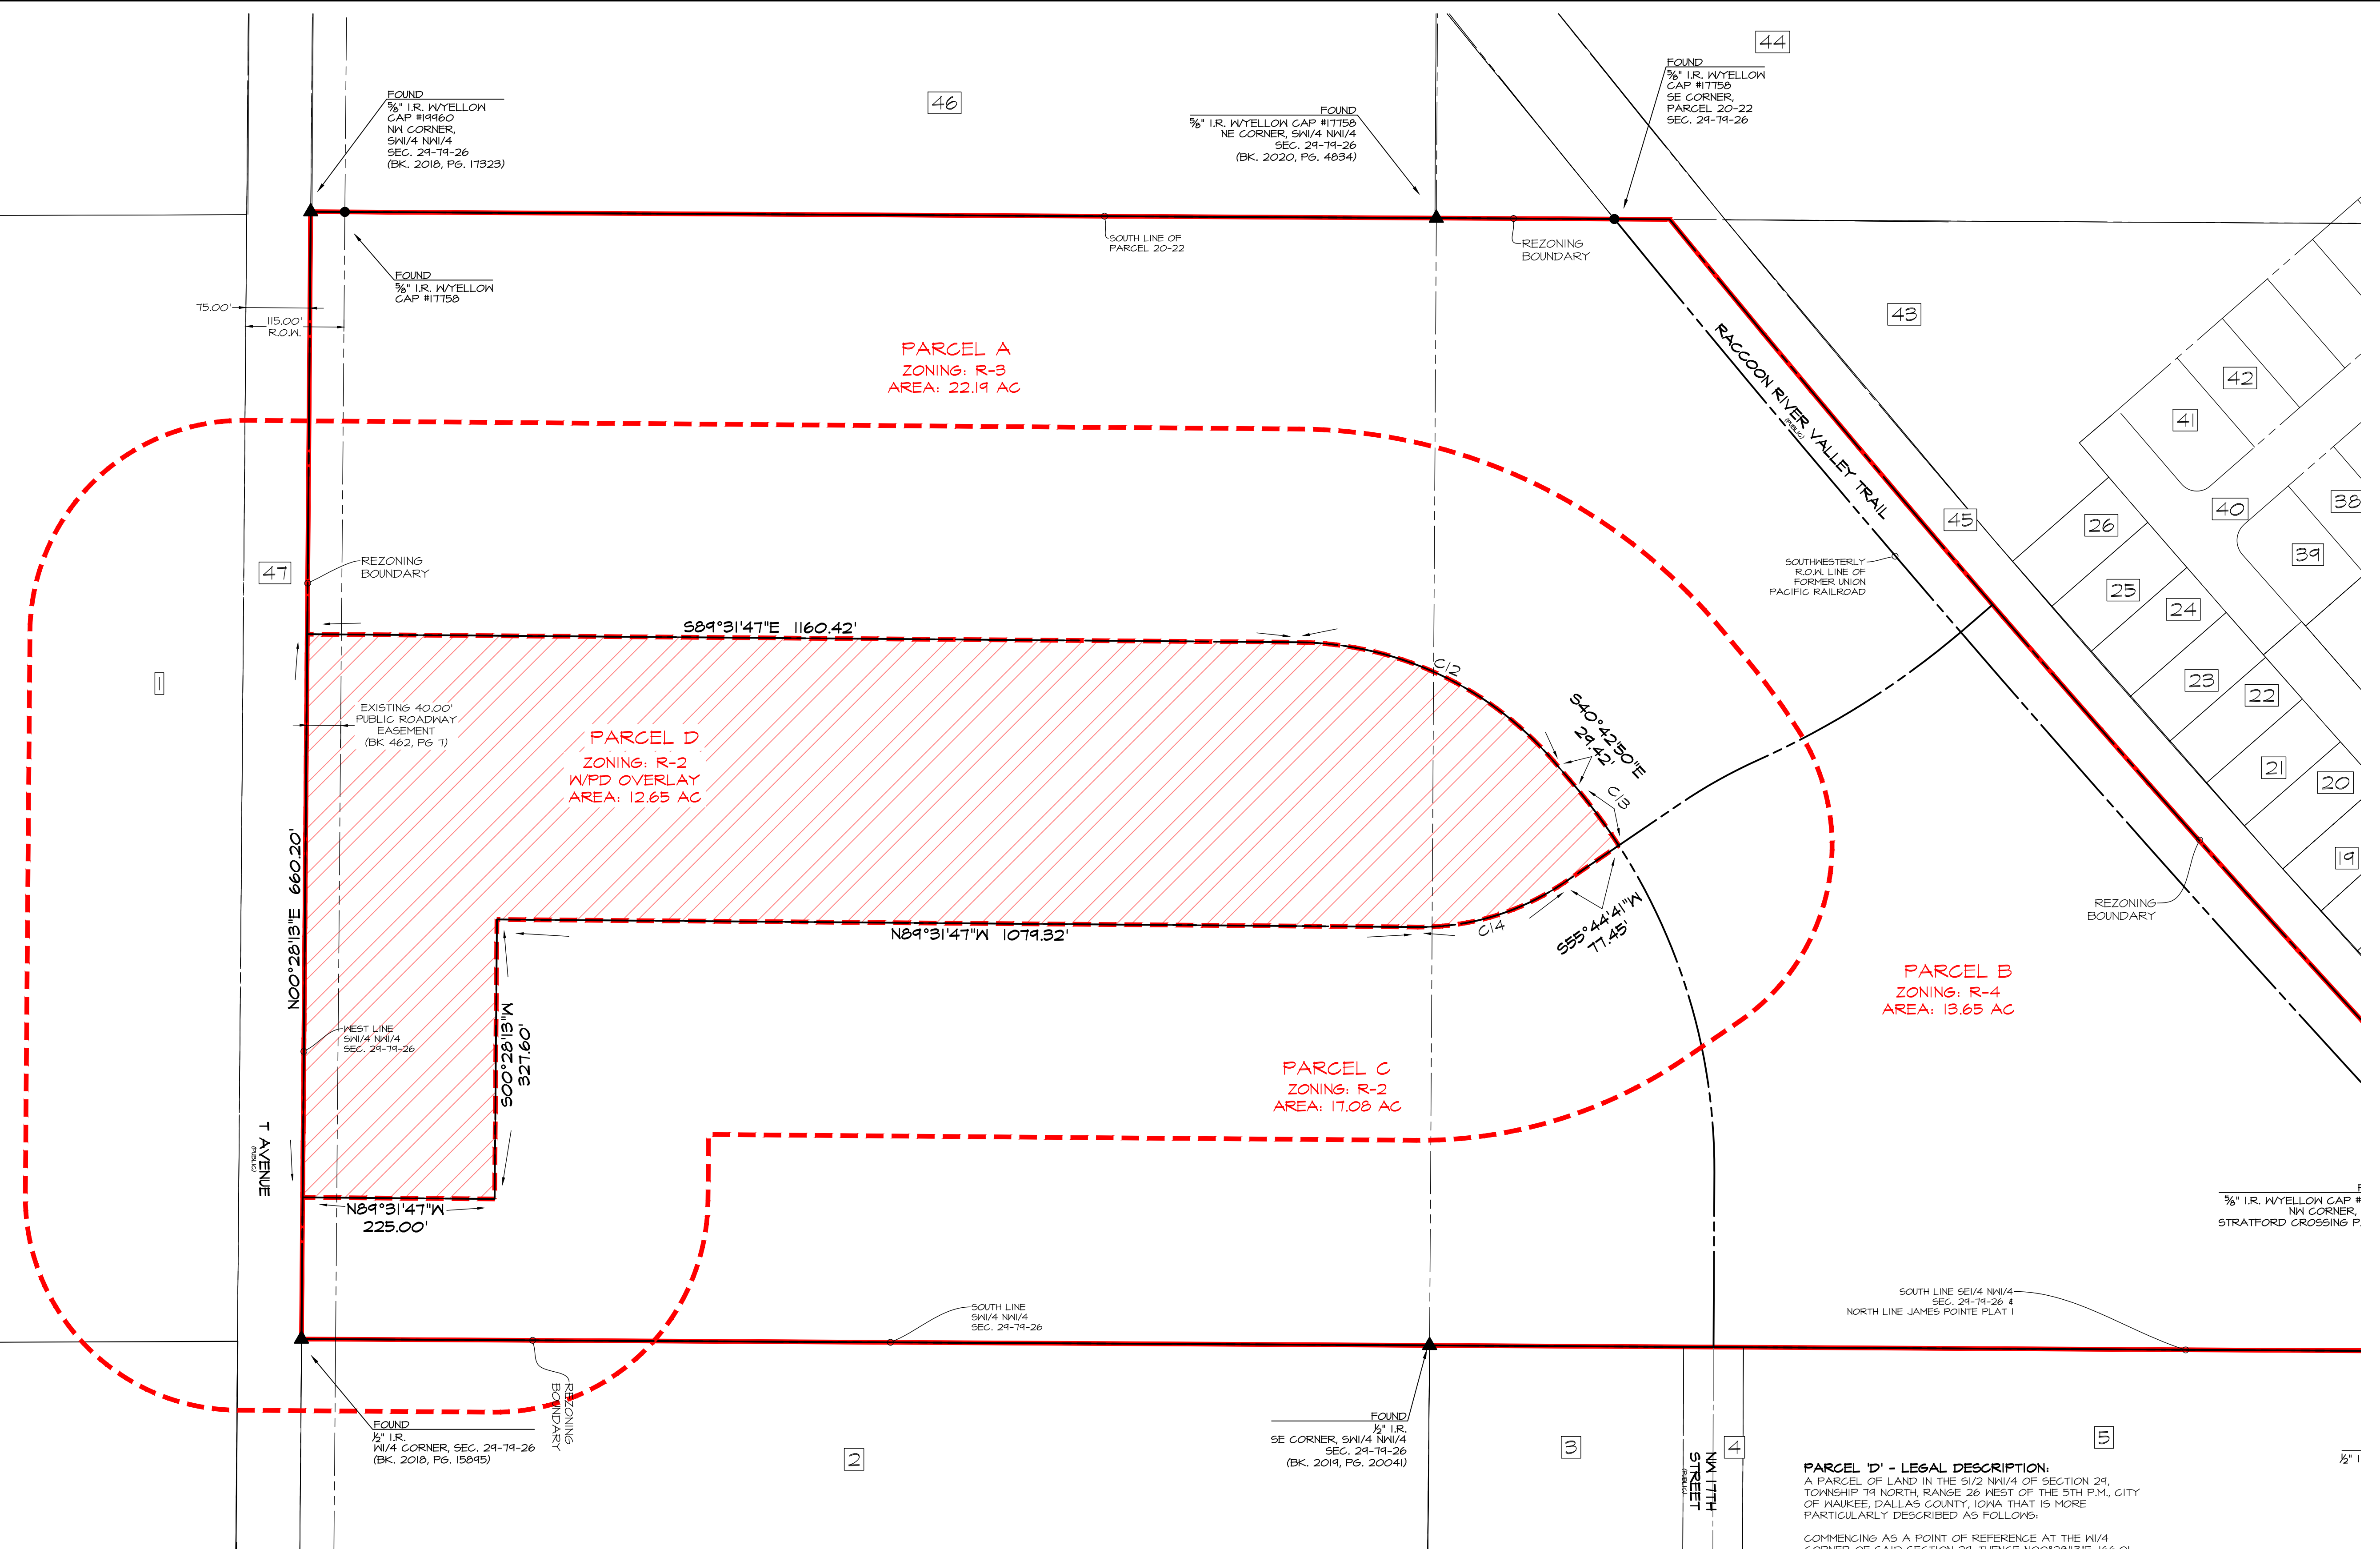 44
FOUND
⅝" I.R. W/YELLOW
CAP #17758
SE CORNER,
PARCEL 20-22
SEC. 29-79-26
FOUND
⅝" I.R. W/YELLOW
CAP #19960
NW CORNER,
SW1/4 NW1/4
SEC. 29-79-26
(BK. 2018, PG. 17323)
46
FOUND
⅝" I.R. W/YELLOW CAP #17758
NE CORNER, SW1/4 NW1/4
SEC. 29-79-26
(BK. 2020, PG. 4834)
SOUTH LINE OF
PARCEL 20-22
REZONING
BOUNDARY
FOUND
⅝" I.R. W/YELLOW
CAP #17758
75.00'
115.00'
R.O.W.
43
PARCEL A
ZONING: R-3
AREA: 22.19 AC
RACCOON RIVER VALLEY TRAIL
(PUBLIC)
42
41
38
40
45
26
39
47
REZONING
BOUNDARY
SOUTHWESTERLY
R.O.W. LINE OF
FORMER UNION
PACIFIC RAILROAD
25
24
S89°31'47"E 1160.42'
C12
1
23
22
EXISTING 40.00'
PUBLIC ROADWAY
EASEMENT
(BK 462, PG 7)
S40°42'50"E
29.42'
PARCEL D
ZONING: R-2
W/PD OVERLAY
AREA: 12.65 AC
21
20
C13
19
N00°28'13"E 660.20'
N89°31'47"W 1079.32'
C14
S55°44'41"W
77.45'
REZONING
BOUNDARY
PARCEL B
ZONING: R-4
AREA: 13.65 AC
WEST LINE
SW1/4 NW1/4
SEC. 29-79-26
S00°28'13"W
327.60'
PARCEL C
ZONING: R-2
AREA: 17.08 AC
T AVENUE
(PUBLIC)
N89°31'47"W
225.00'
F
⅝" I.R. W/YELLOW CAP #
NW CORNER,
STRATFORD CROSSING P
SOUTH LINE
SW1/4 NW1/4
SEC. 29-79-26
SOUTH LINE SE1/4 NW1/4
SEC. 29-79-26 &
NORTH LINE JAMES POINTE PLAT 1
REZONING
BOUNDARY
FOUND
½" I.R.
W1/4 CORNER, SEC. 29-79-26
(BK. 2018, PG. 15895)
2
FOUND
½" I.R.
SE CORNER, SW1/4 NW1/4
SEC. 29-79-26
(BK. 2019, PG. 20041)
3
NW 17TH
STREET
(PUBLIC)
4
5
½" I
PARCEL 'D' - LEGAL DESCRIPTION:
A PARCEL OF LAND IN THE S1/2 NW1/4 OF SECTION 29,
TOWNSHIP 79 NORTH, RANGE 26 WEST OF THE 5TH P.M., CITY
OF WAUKEE, DALLAS COUNTY, IOWA THAT IS MORE
PARTICULARLY DESCRIBED AS FOLLOWS:
COMMENCING AS A POINT OF REFERENCE AT THE W1/4